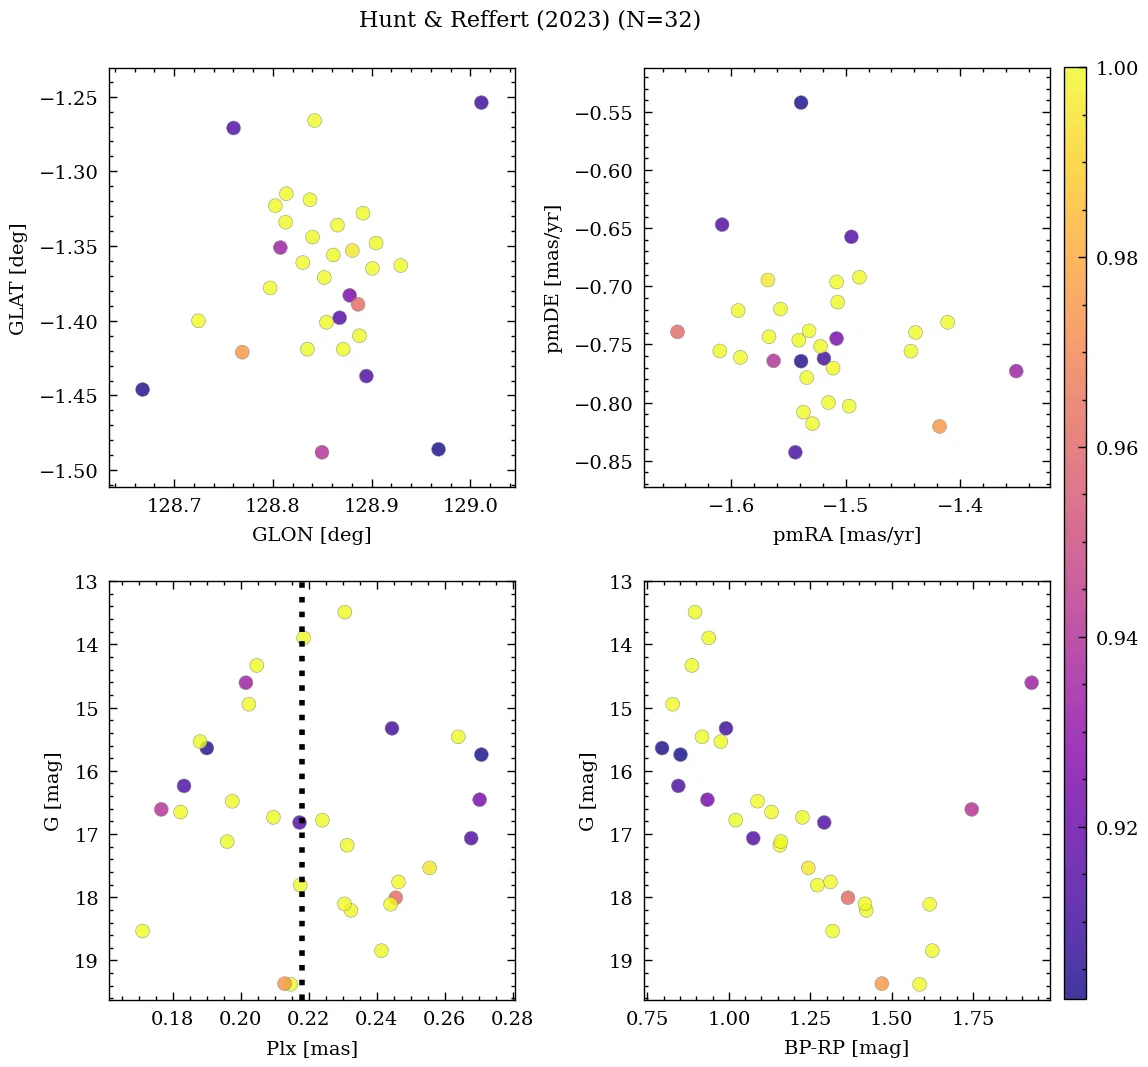 Hunt & Reffert (2023) (N=32)
−1.25
−1.30
−1.35
−1.40
−1.45
−1.50
GLAT [deg]
128.7 128.8 128.9 129.0
GLON [deg]
−0.55
−0.60
−0.65
−0.70
−0.75
−0.80
−0.85
pmDE [mas/yr]
−1.6 −1.5 −1.4
pmRA [mas/yr]
1.00
0.98
0.96
0.94
0.92
13
14
15
16
17
18
19
G [mag]
0.18 0.20 0.22 0.24 0.26 0.28
Plx [mas]
13
14
15
16
17
18
19
G [mag]
0.75 1.00 1.25 1.50 1.75
BP-RP [mag]